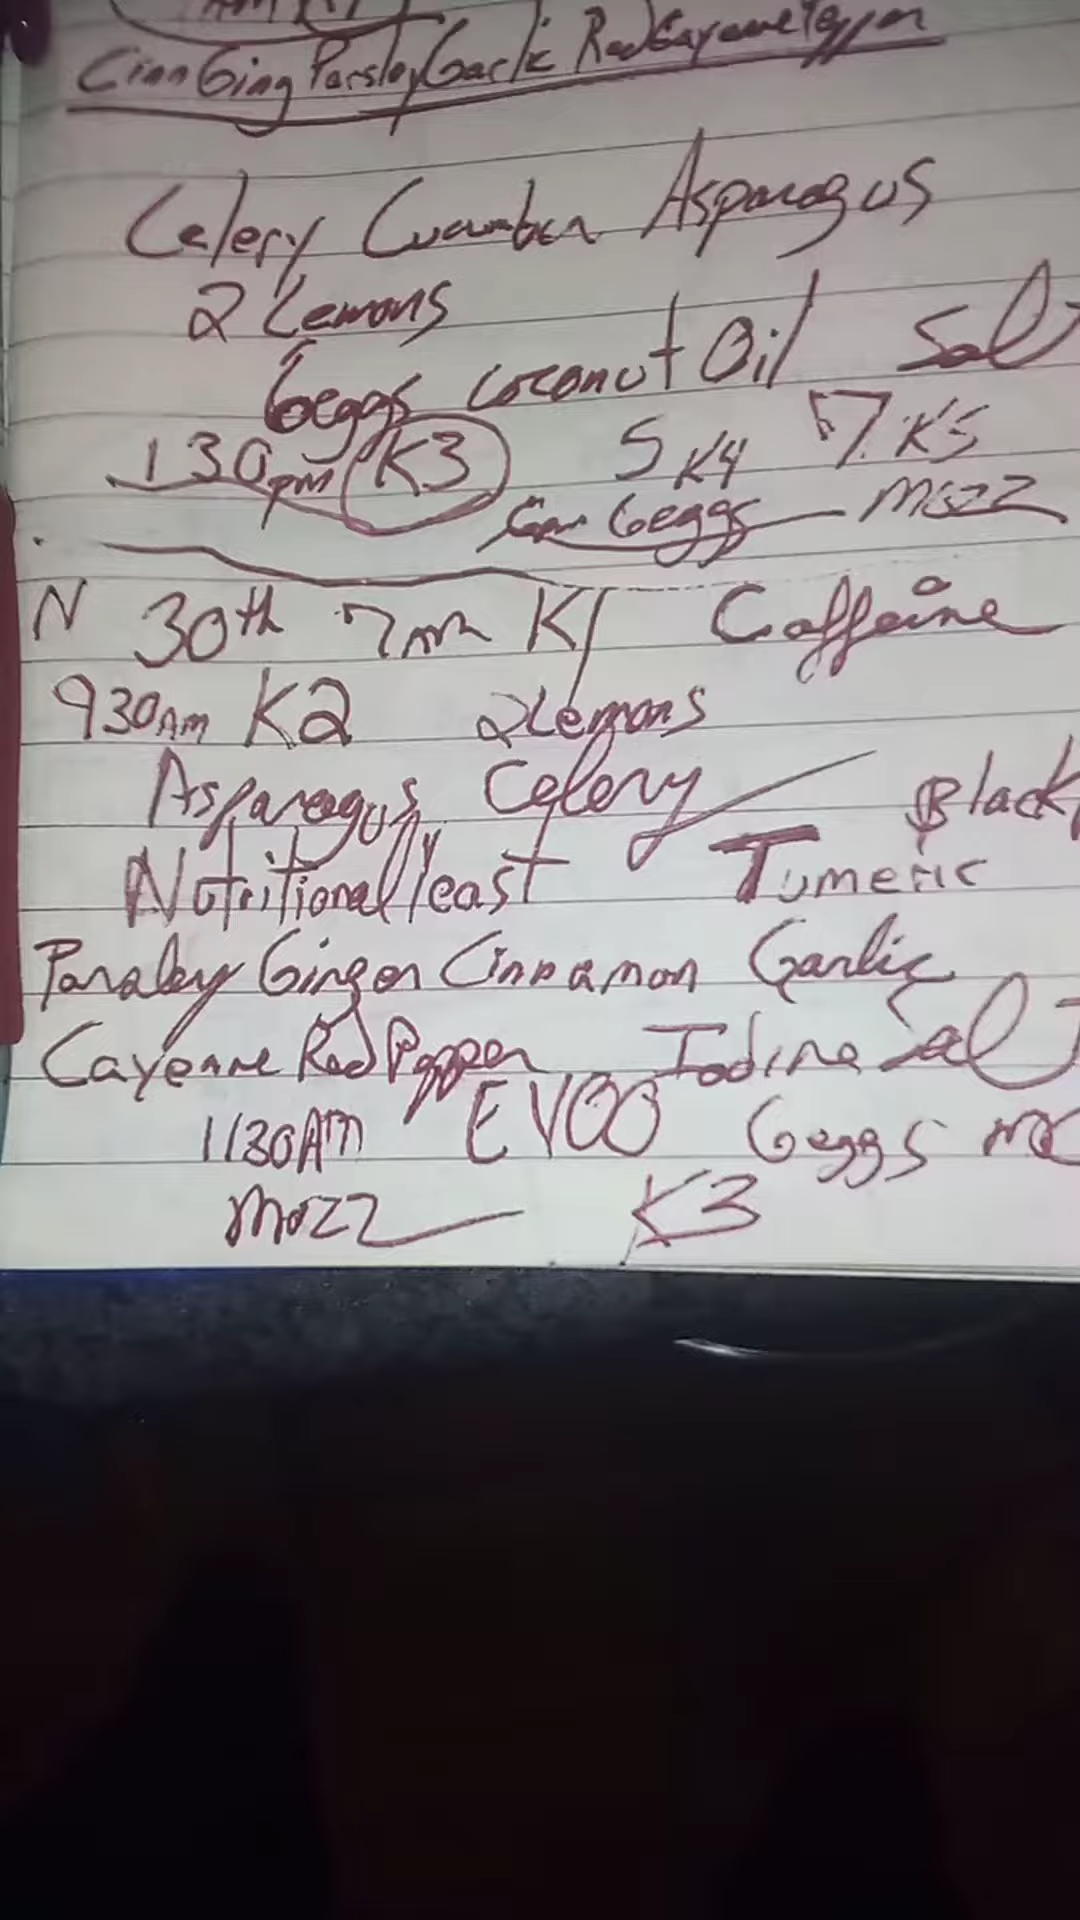 Cinn Ging Parsley Garlic Red Cayenne Pepper
Celery Cucumber Asparagus
2 Lemons
6eggs coconut Oil Salt
130pm K3 5 K4 7 K5
6eggs Mozz
N 30th 7am K1 Caffeine
930AM K2 2Lemons
Asparagus Celery Black
Nutritional Yeast Tumeric
Parsley Ginger Cinnamon Garlic
Cayenne Red Pepper Iodine Salt
1130AM EVOO 6eggs
Mozz K3